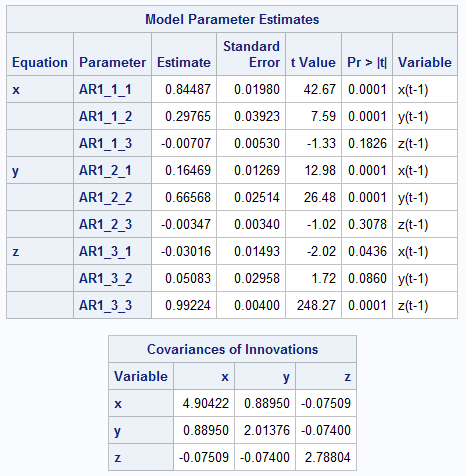 Model Parameter Estimates
Equation Parameter Estimate Standard Error t Value Pr > |t| Variable
x AR1_1_1 0.84487 0.01980 42.67 0.0001 x(t-1)
AR1_1_2 0.29765 0.03923 7.59 0.0001 y(t-1)
AR1_1_3 -0.00707 0.00530 -1.33 0.1826 z(t-1)
y AR1_2_1 0.16469 0.01269 12.98 0.0001 x(t-1)
AR1_2_2 0.66568 0.02514 26.48 0.0001 y(t-1)
AR1_2_3 -0.00347 0.00340 -1.02 0.3078 z(t-1)
z AR1_3_1 -0.03016 0.01493 -2.02 0.0436 x(t-1)
AR1_3_2 0.05083 0.02958 1.72 0.0860 y(t-1)
AR1_3_3 0.99224 0.00400 248.27 0.0001 z(t-1)
Covariances of Innovations
Variable x y z
x 4.90422 0.88950 -0.07509
y 0.88950 2.01376 -0.07400
z -0.07509 -0.07400 2.78804